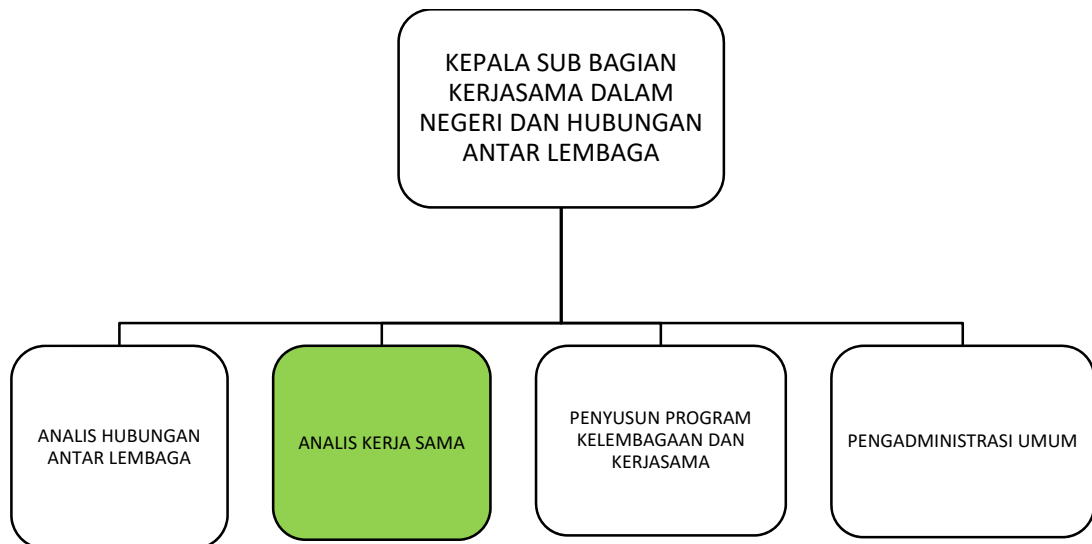 KEPALA SUB BAGIAN
KERJASAMA DALAM
NEGERI DAN HUBUNGAN
ANTAR LEMBAGA
ANALIS HUBUNGAN
ANTAR LEMBAGA
ANALIS KERJA SAMA
PENYUSUN PROGRAM
KELEMBAGAAN DAN
KERJASAMA
PENGADMINISTRASI UMUM